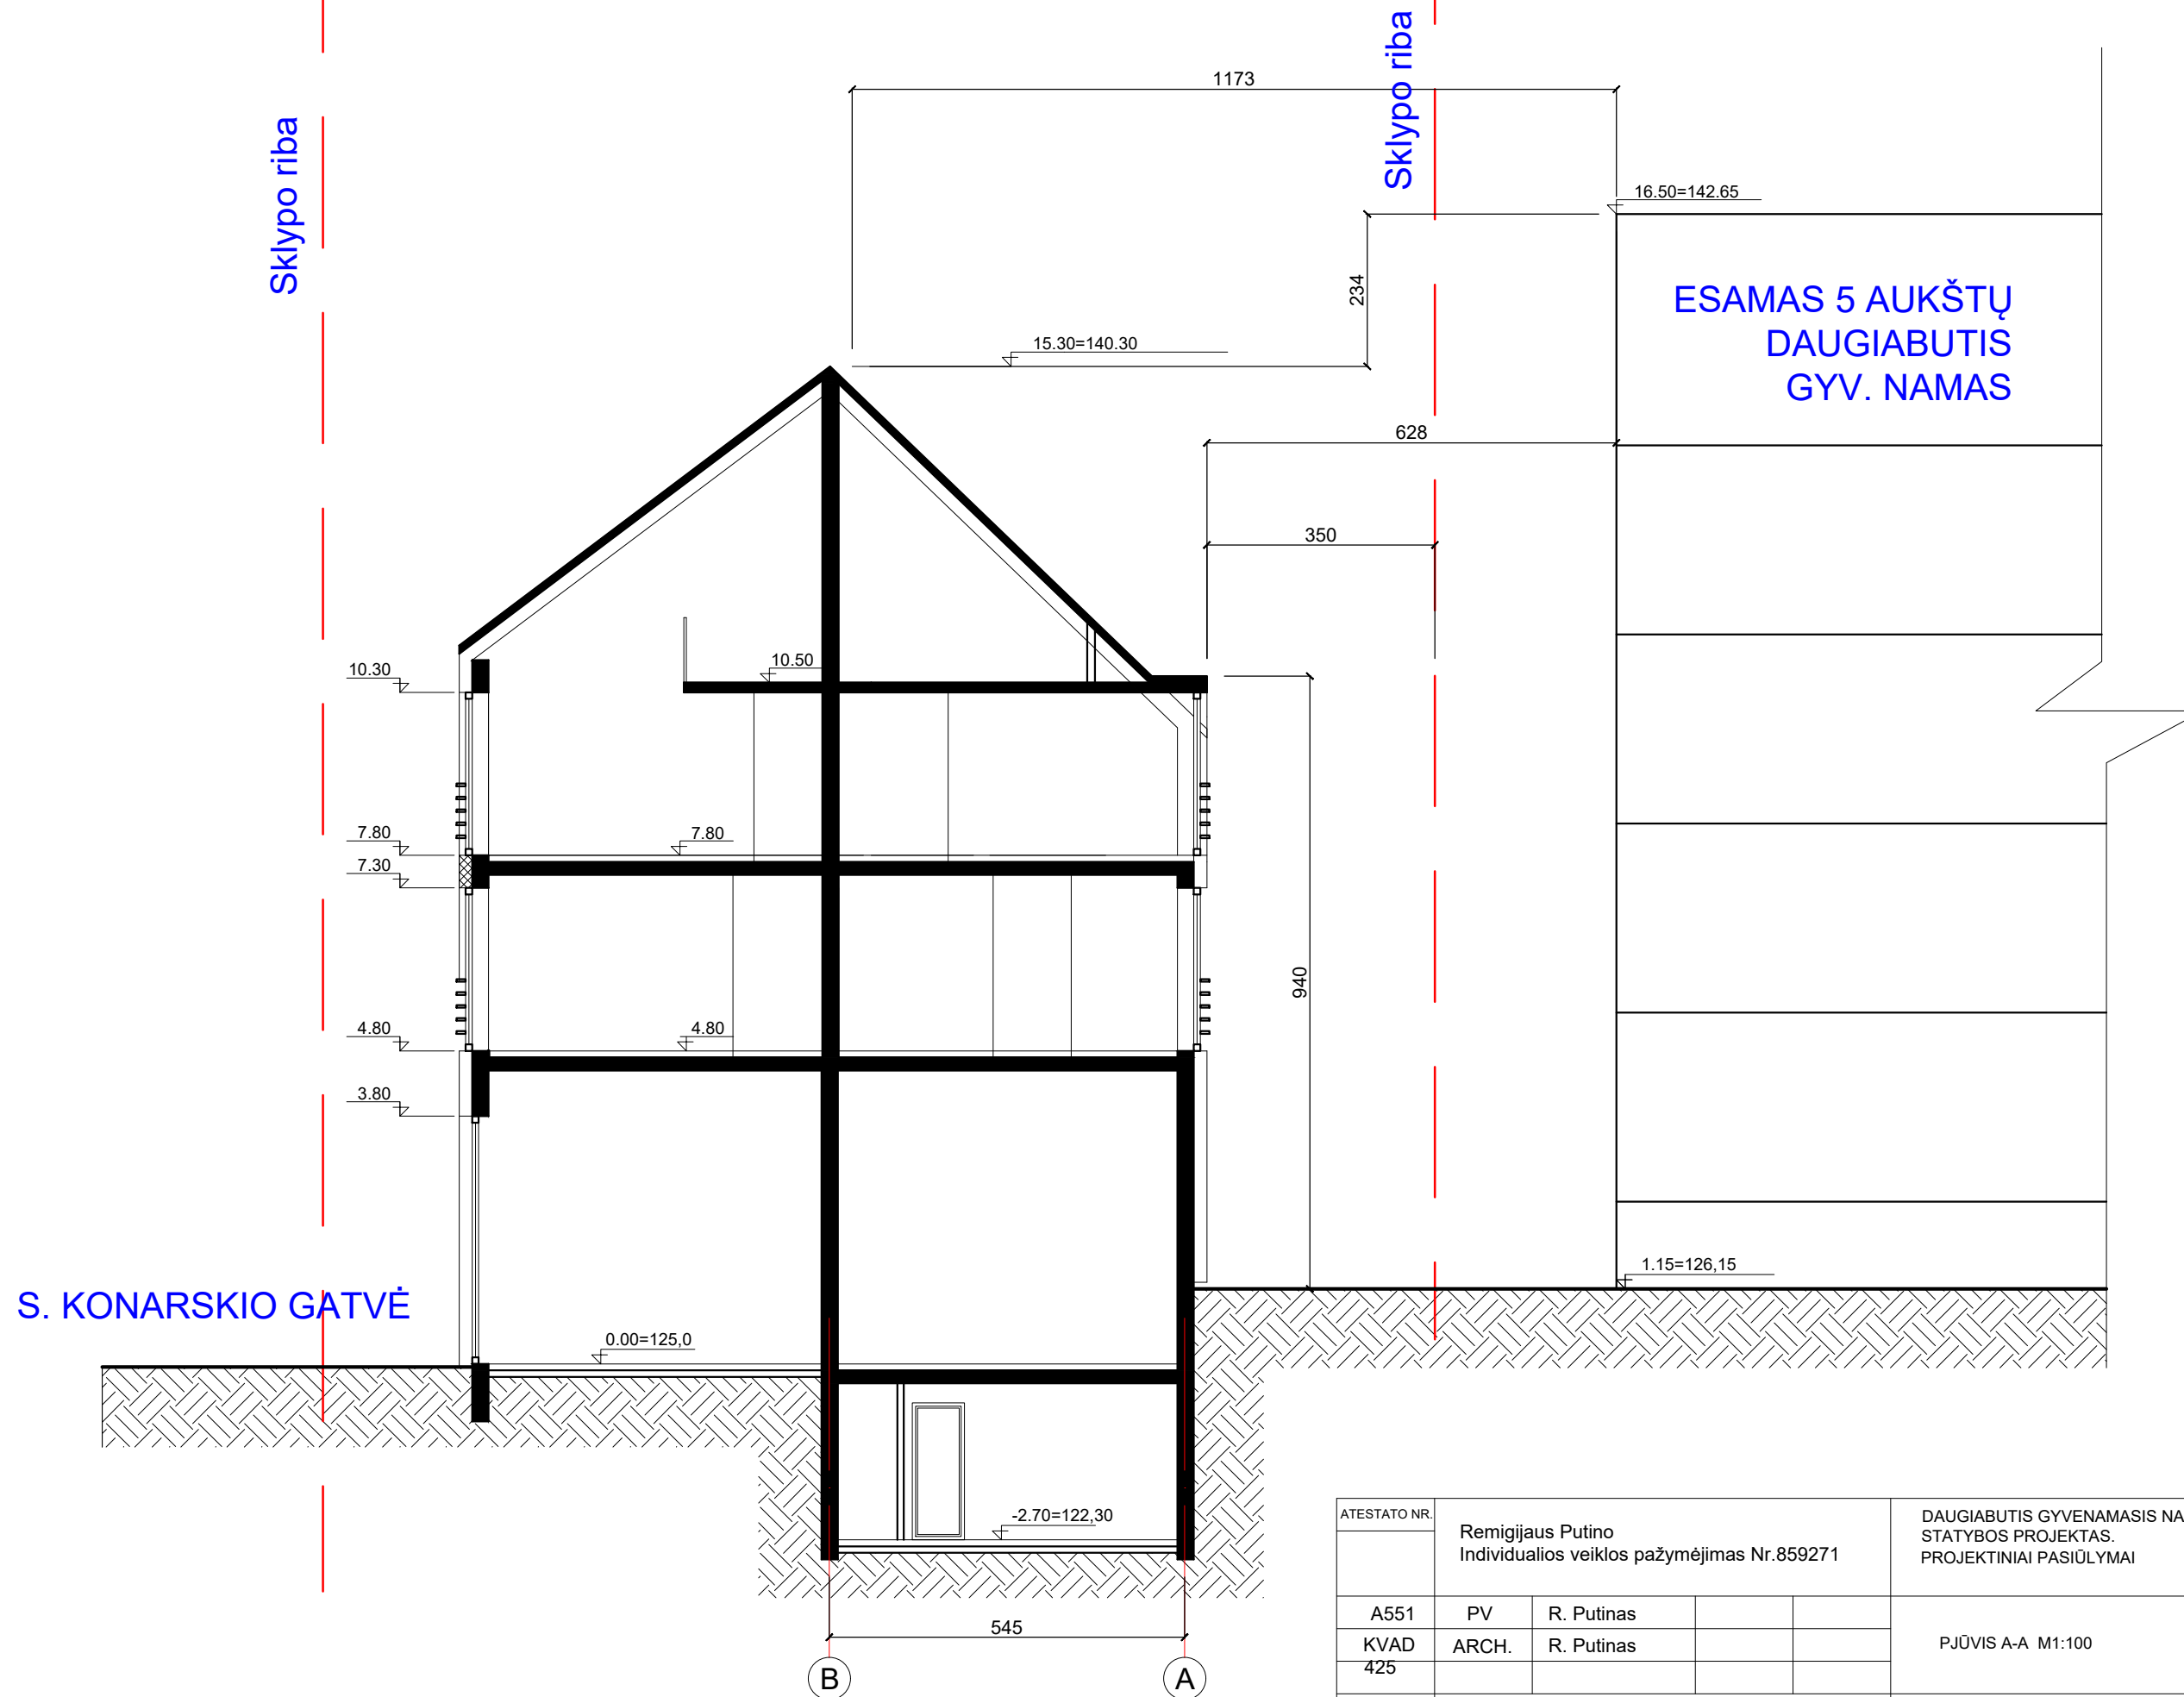 Sklypo riba
Sklypo riba
1173
16.50=142.65
234
ESAMAS 5 AUKŠTŲ
DAUGIABUTIS
GYV. NAMAS
15.30=140.30
628
350
10.30
10.50
7.80
7.80
7.30
940
4.80
4.80
3.80
1.15=126,15
S. KONARSKIO GATVĖ
0.00=125,0
-2.70=122,30
545
B
A
ATESTATO NR.
Remigijaus Putino
Individualios veiklos pažymėjimas Nr.859271
DAUGIABUTIS GYVENAMASIS NA
STATYBOS PROJEKTAS.
PROJEKTINIAI PASIŪLYMAI
A551 PV R. Putinas
KVAD ARCH. R. Putinas
425
PJŪVIS A-A M1:100